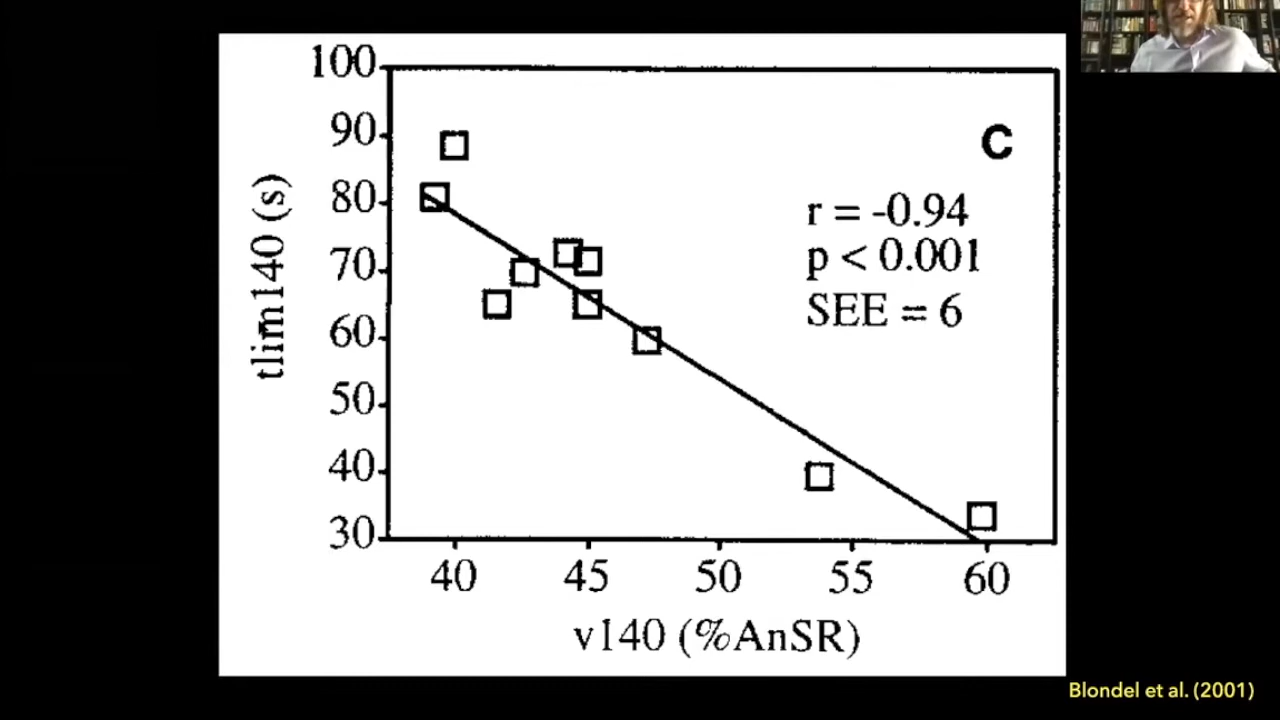 100
90
80
70
60
50
40
30
tlim140 (s)
C
r = -0.94
p < 0.001
SEE = 6
40 45 50 55 60
v140 (%AnSR)
Blondel et al. (2001)